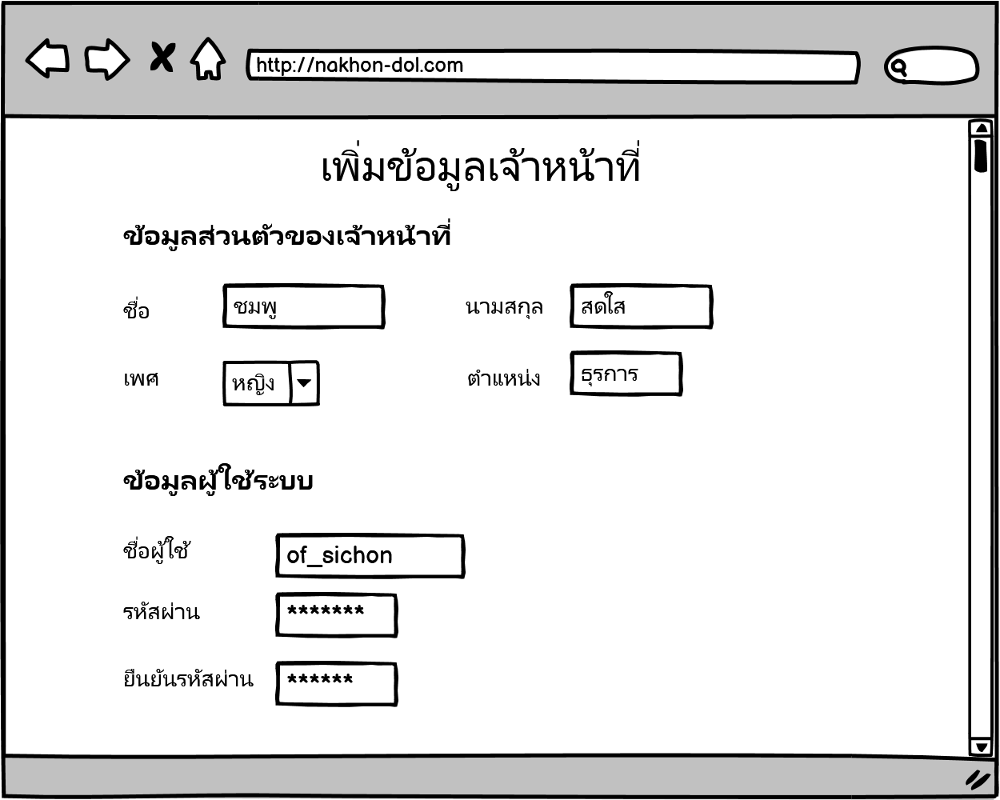 http://nakhon-dol.com
เพิ่มข้อมูลเจ้าหน้าที่
ข้อมูลส่วนตัวของเจ้าหน้าที่
ชื่อ ชมพู นามสกุล สดใส
เพศ หญิง ตำแหน่ง ธุรการ
ข้อมูลผู้ใช้ระบบ
ชื่อผู้ใช้ of_sichon
รหัสผ่าน *******
ยืนยันรหัสผ่าน ******